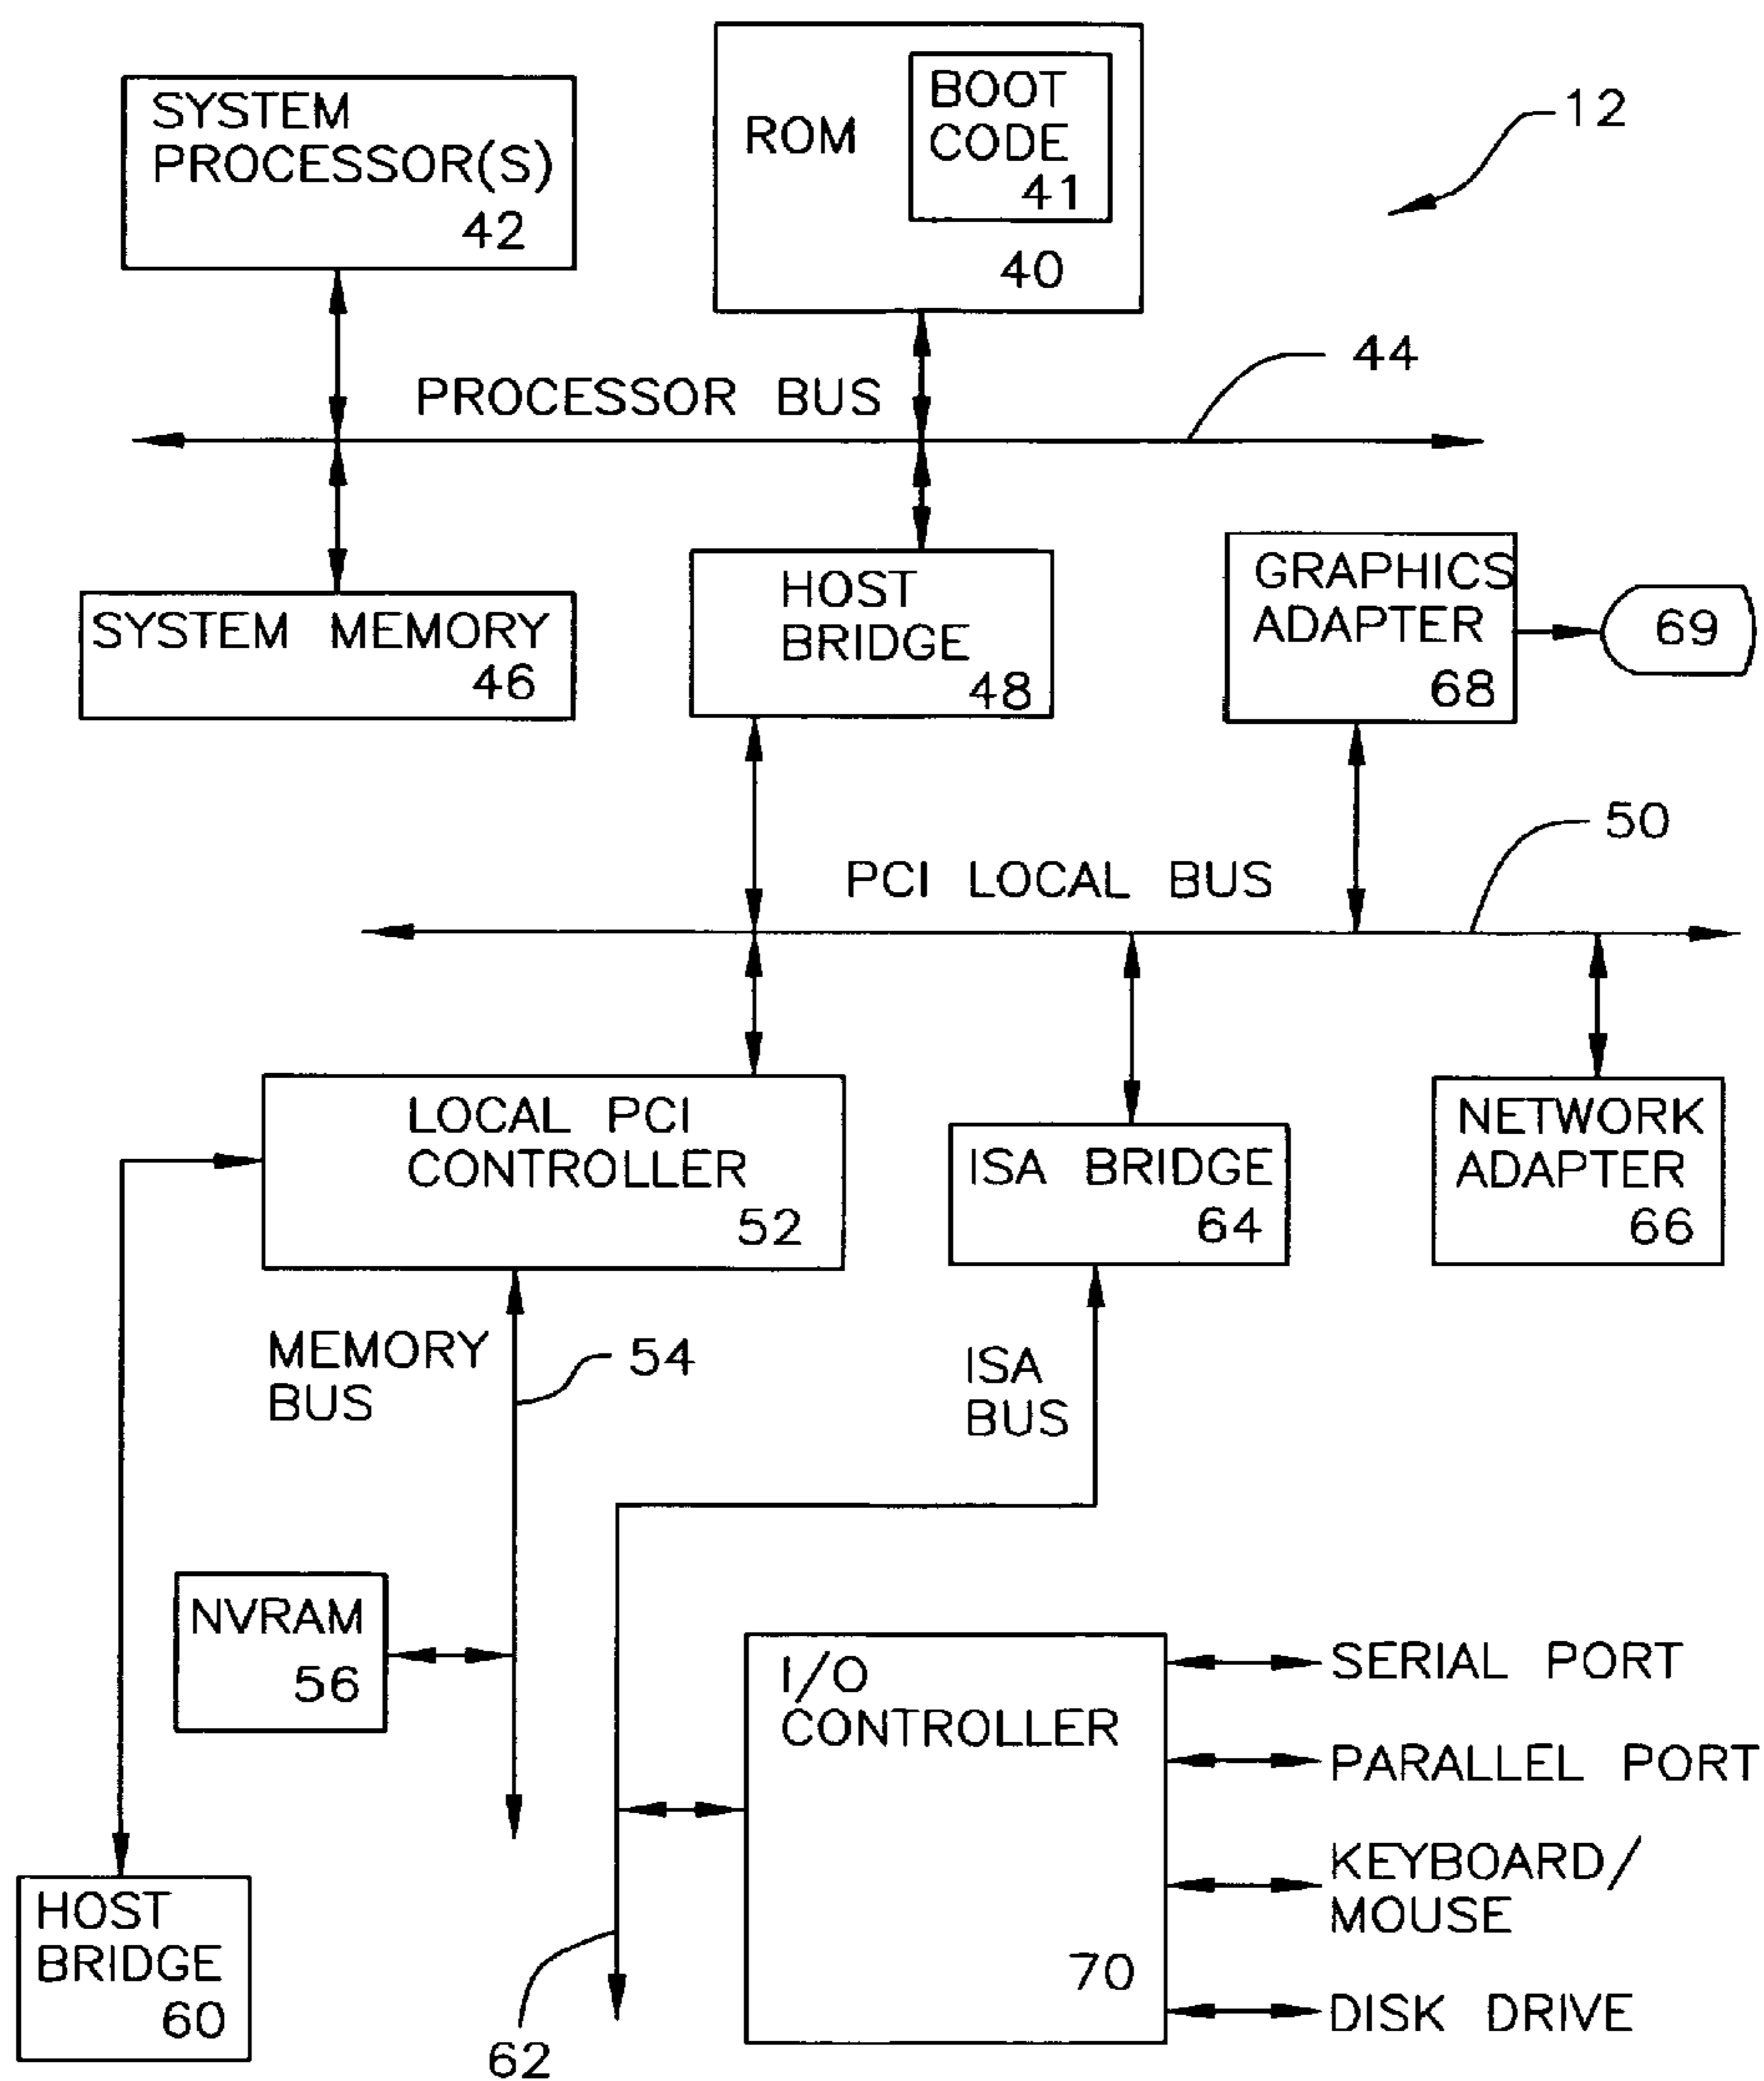 SYSTEM
PROCESSOR(S)
42
ROM
BOOT
CODE
41
40
12
PROCESSOR BUS
44
SYSTEM MEMORY
46
HOST
BRIDGE
48
GRAPHICS
ADAPTER
68
69
PCI LOCAL BUS
50
LOCAL PCI
CONTROLLER
52
ISA BRIDGE
64
NETWORK
ADAPTER
66
MEMORY
BUS
54
ISA
BUS
NVRAM
56
I/O
CONTROLLER
70
SERIAL PORT
PARALLEL PORT
KEYBOARD/
MOUSE
DISK DRIVE
HOST
BRIDGE
60
62